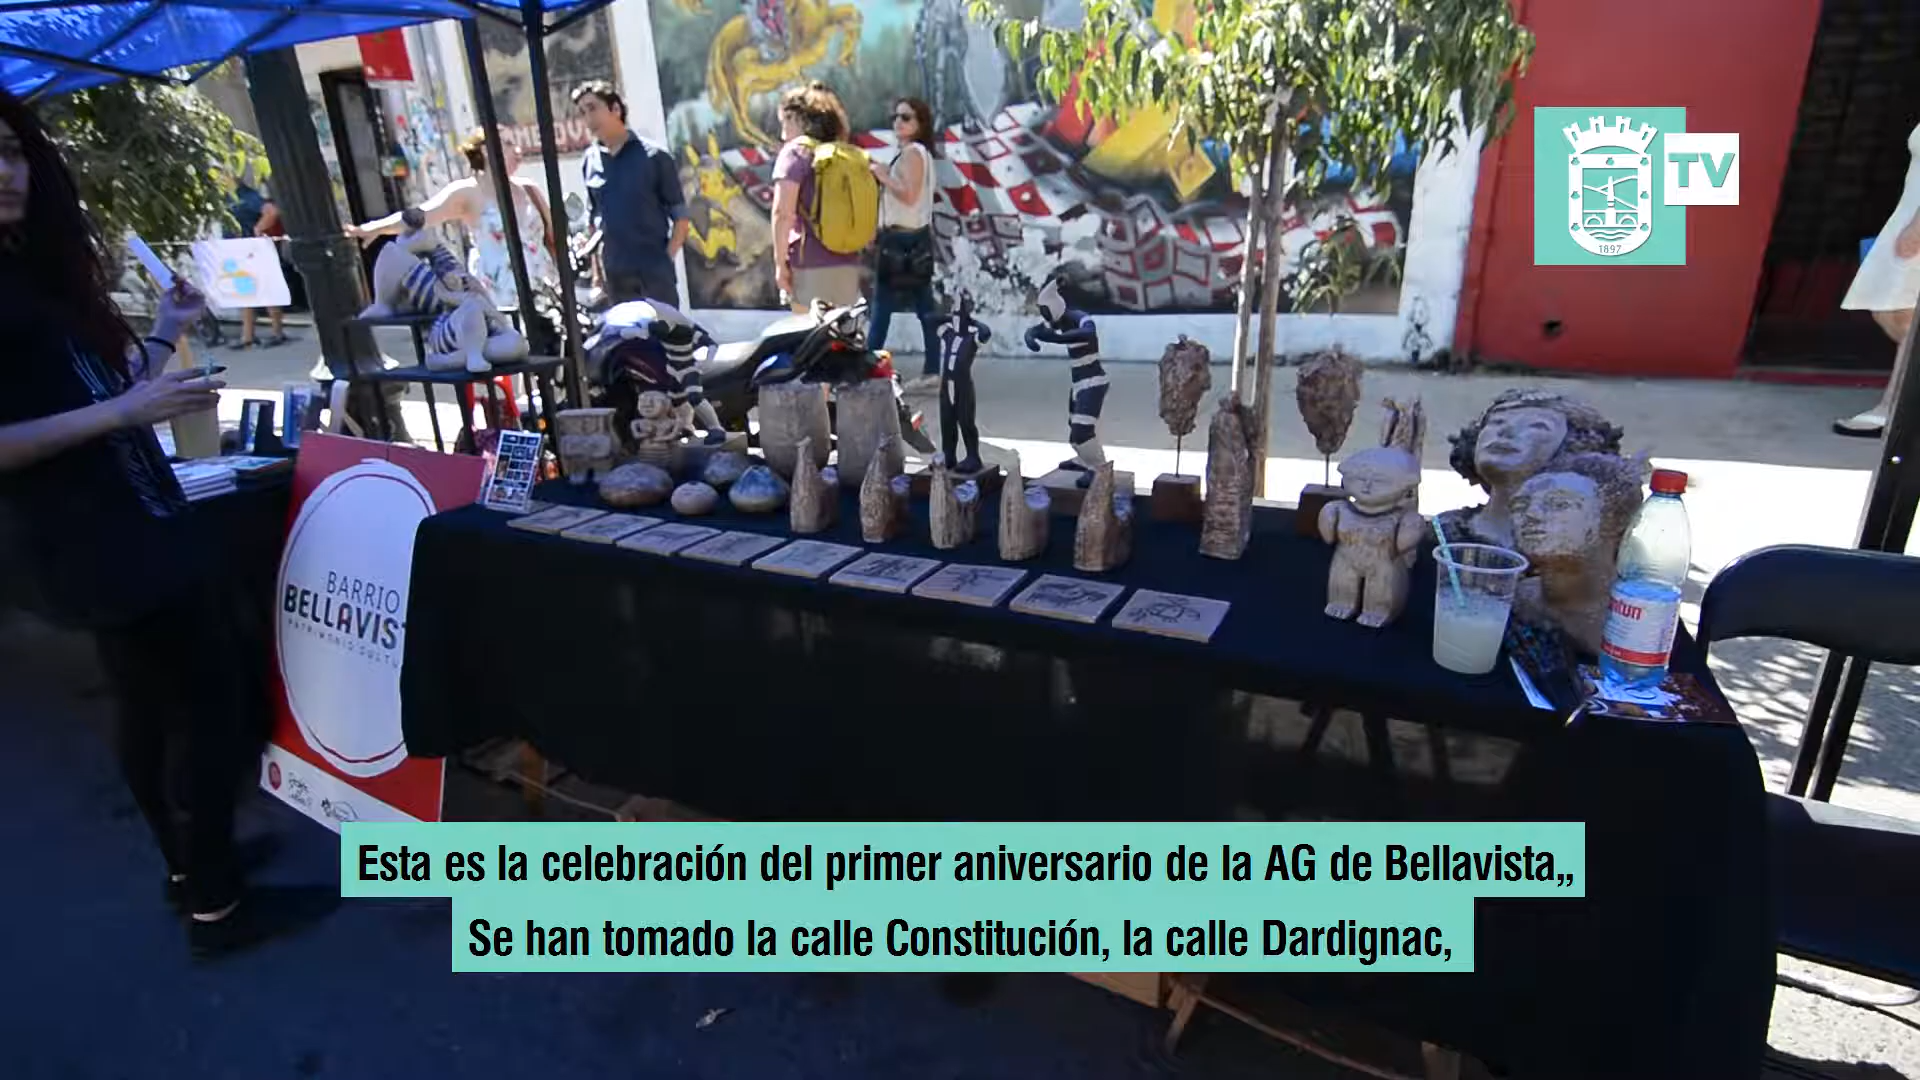 TV
1897
BARRIO
BELLAVIS
Esta es la celebración del primer aniversario de la AG de Bellavista,,
Se han tomado la calle Constitución, la calle Dardignac,